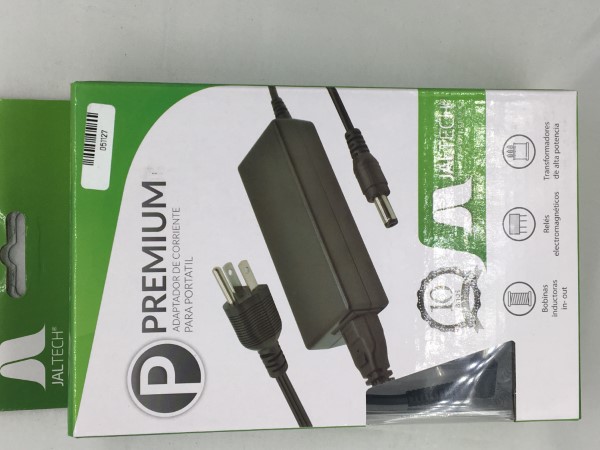 JALTECH®
051127
P
PREMIUM
ADAPTADOR DE CORRIENTE
PARA PORTATIL
10
JALTECH®
Bobinas
inductoras
in- out
Relés
electromagnéticos
Transformadores
de alta potencia